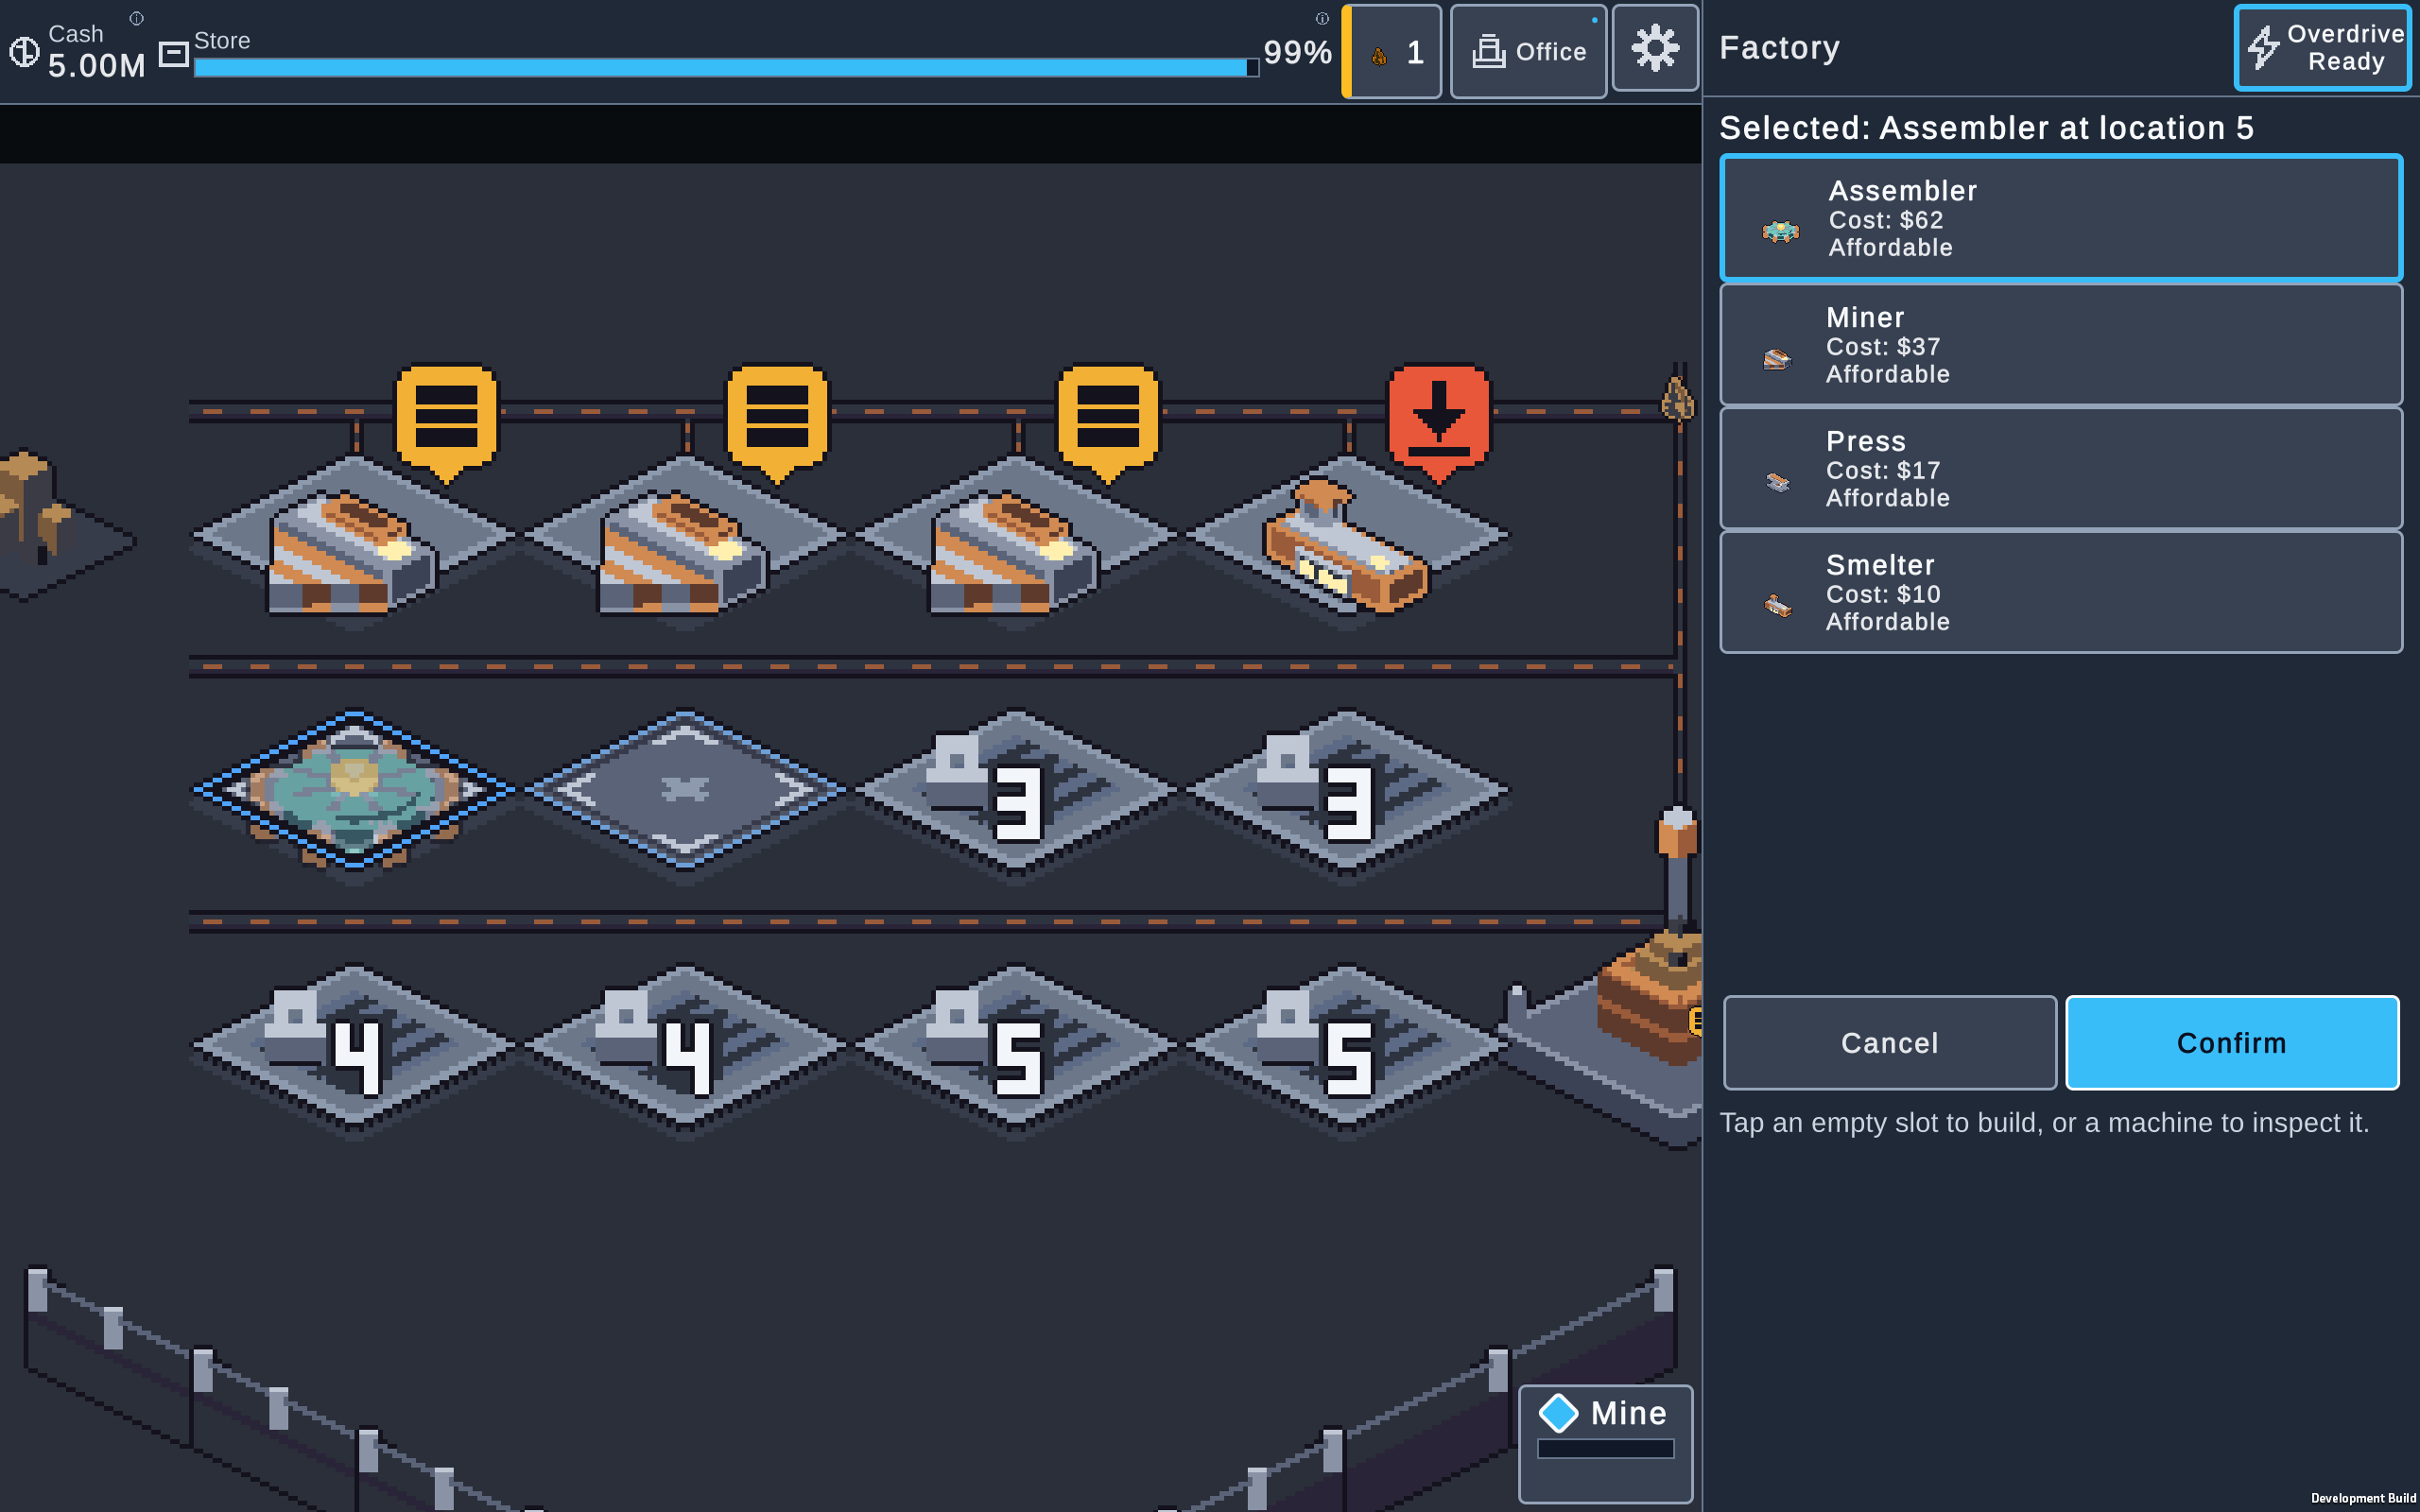 Cash
5.00M
Store
99%
1
Office
Factory
Overdrive
Ready
Selected: Assembler at location 5
Assembler
Cost: $62
Affordable
Miner
Cost: $37
Affordable
Press
Cost: $17
Affordable
Smelter
Cost: $10
Affordable
3
3
4
4
5
5
Cancel
Confirm
Tap an empty slot to build, or a machine to inspect it.
Mine
Development Build